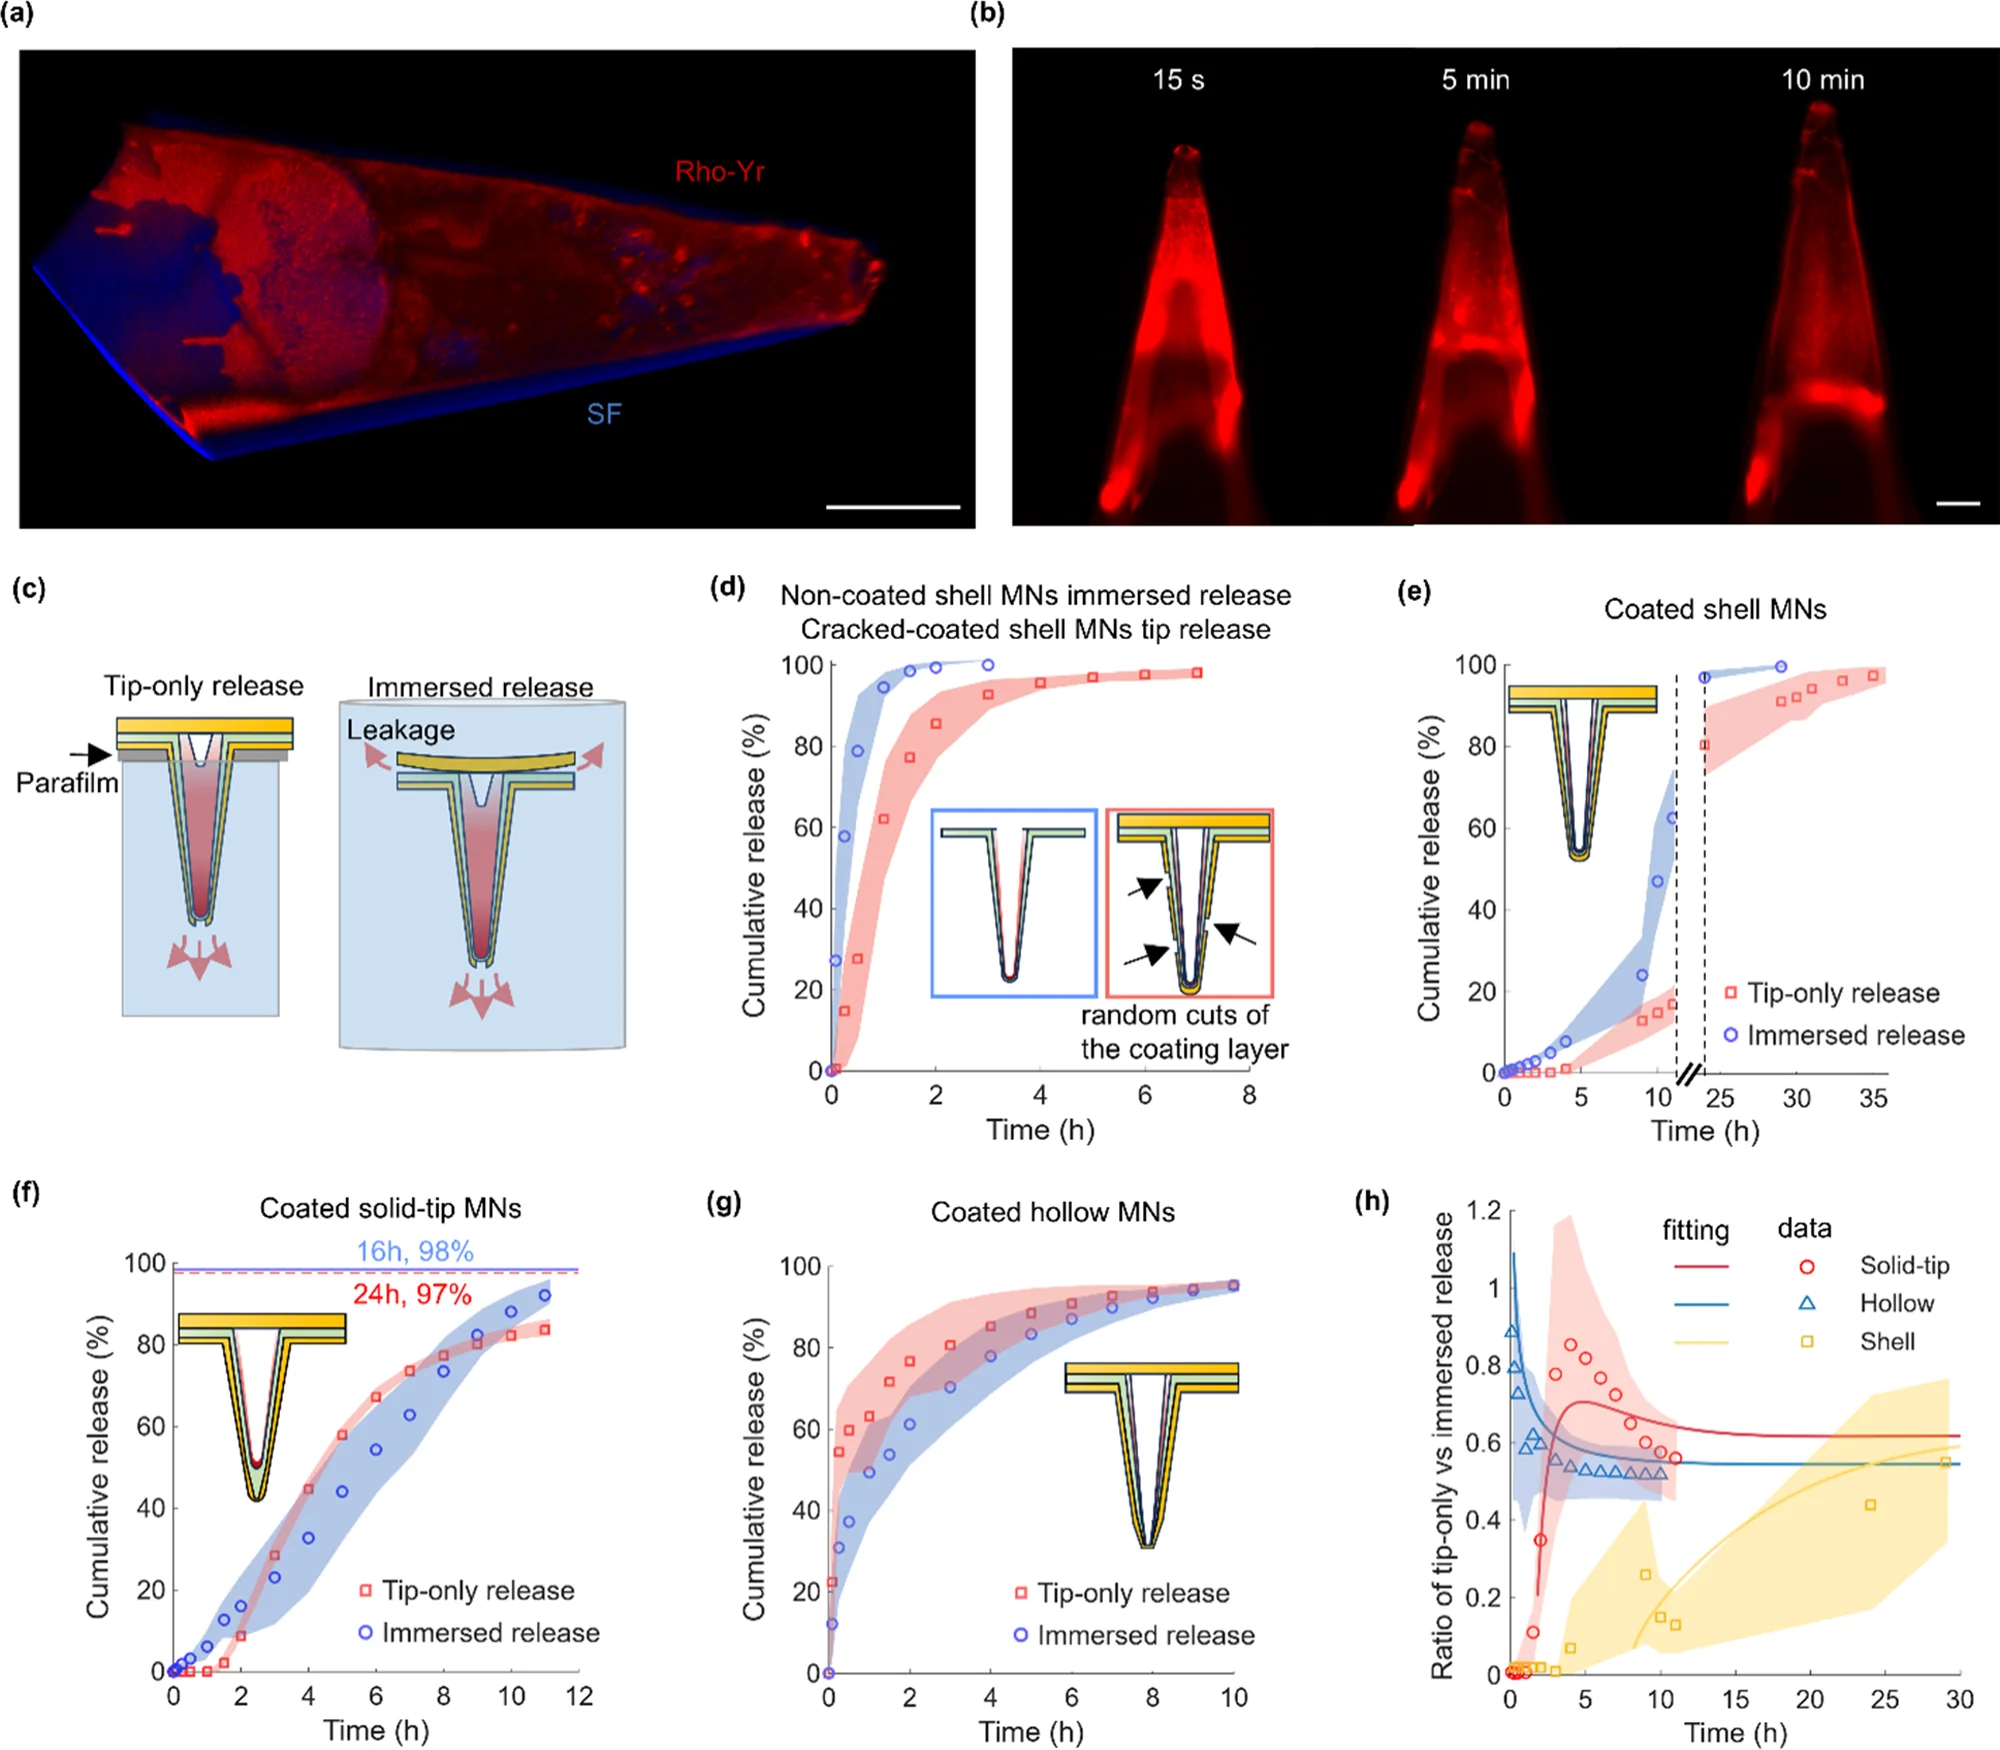 (a)
Rho-Yr
SF
(b)
15 s
5 min
10 min
(c)
Tip-only release
Parafilm
Immersed release
Leakage
(d)
Non-coated shell MNs immersed release
Cracked-coated shell MNs tip release
Cumulative release (%)
100
80
60
40
20
0
0 2 4 6 8
Time (h)
random cuts of
the coating layer
(e)
Coated shell MNs
Cumulative release (%)
100
80
60
40
20
0
0 5 10 25 30 35
Time (h)
Tip-only release
Immersed release
(f)
Coated solid-tip MNs
16h, 98%
24h, 97%
Cumulative release (%)
100
80
60
40
20
0
0 2 4 6 8 10 12
Time (h)
Tip-only release
Immersed release
(g)
Coated hollow MNs
Cumulative release (%)
100
80
60
40
20
0
0 2 4 6 8 10
Time (h)
Tip-only release
Immersed release
(h)
Ratio of tip-only vs immersed release
1.2
1
0.8
0.6
0.4
0.2
0
0 5 10 15 20 25 30
Time (h)
fitting data
Solid-tip
Hollow
Shell